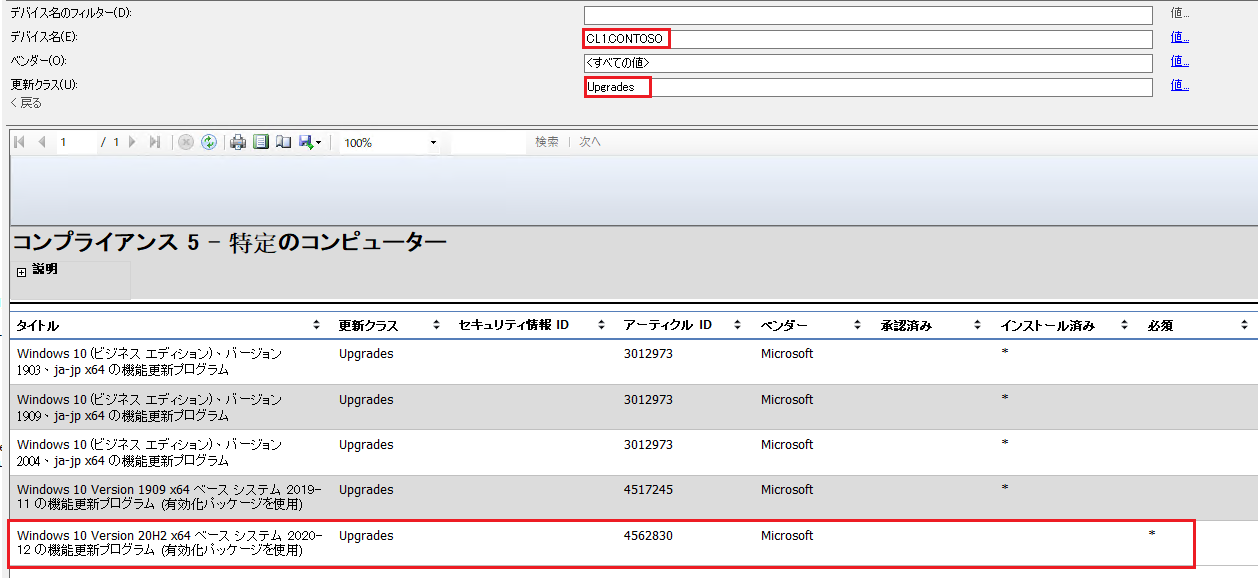 デバイス名のフィルター(D): 値...
デバイス名(E): CL1CONTOSO 値...
ベンダー(O): <すべての値> 値...
更新クラス(U): Upgrades 値...
< 戻る
1 / 1 100% 検索 | 次へ
コンプライアンス 5 - 特定のコンピューター
説明
タイトル 更新クラス セキュリティ情報 ID アーティクル ID ベンダー 承認済み インストール済み 必須
Windows 10 (ビジネス エディション)、バージョン Upgrades 3012973 Microsoft *
1903、ja-jp x64 の機能更新プログラム
Windows 10 (ビジネス エディション)、バージョン Upgrades 3012973 Microsoft *
1909、ja-jp x64 の機能更新プログラム
Windows 10 (ビジネス エディション)、バージョン Upgrades 3012973 Microsoft *
2004、ja-jp x64 の機能更新プログラム
Windows 10 Version 1909 x64 ベース システム 2019- Upgrades 4517245 Microsoft *
11 の機能更新プログラム (有効化パッケージを使用)
Windows 10 Version 20H2 x64 ベース システム 2020- Upgrades 4562830 Microsoft *
12 の機能更新プログラム (有効化パッケージを使用)